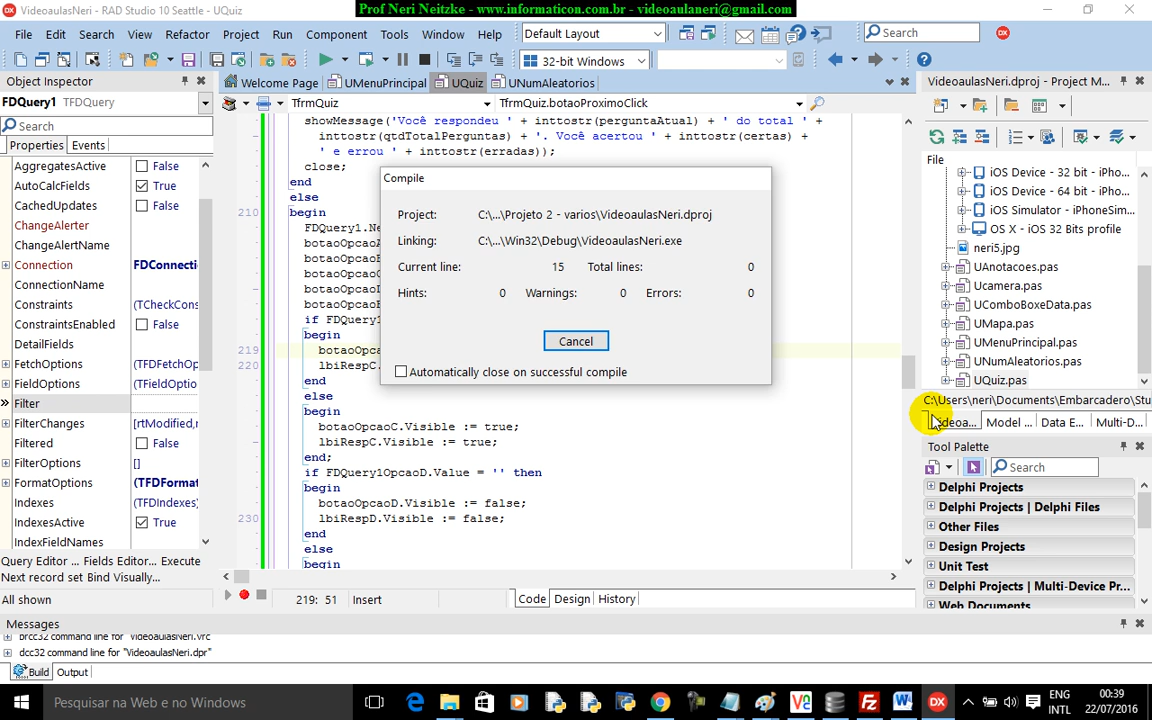 VideoaulasNeri - RAD Studio 10 Seattle - UQuiz
Prof Neri Neitzke - www.informaticon.com.br - videoaulaneri@gmail.com
File Edit Search View Refactor Project Run Component Tools Window Help
Default Layout
Search
32-bit Windows
Object Inspector
FDQuery1 TFDQuery
Search
Properties Events
AggregatesActive False
AutoCalcFields True
CachedUpdates False
ChangeAlerter
ChangeAlertName
Connection FDConnecti
ConnectionName
Constraints (TCheckCons
ConstraintsEnabled False
DetailFields
FetchOptions (TFDFetchOp
FieldOptions (TFieldOptio
Filter
FilterChanges [rtModified,r
Filtered False
FilterOptions []
FormatOptions (TFDFormat
Indexes (TFDIndexes)
IndexesActive True
IndexFieldNames
Query Editor ... Fields Editor... Execute
Next record set Bind Visually...
All shown
Welcome Page UMenuPrincipal UQuiz UNumAleatorios
TfrmQuiz TfrmQuiz.botaoProximoClick
showMessage('Você respondeu ' + inttostr(perguntaAtual) + ' do total ' +
inttostr(qtdTotalPerguntas) + '. Você acertou ' + inttostr(certas) +
' e errou ' + inttostr(erradas));
close;
end
else
210 begin
FDQuery1.Ne
botaoOpcao
botaoOpcao
botaoOpcao
botaoOpcao
botaoOpcao
if FDQuery1
begin
219 botaoOpca
220 lbiRespC.
end
else
begin
botaoOpcaoC.Visible := true;
lbiRespC.Visible := true;
end;
if FDQuery1OpcaoD.Value = '' then
begin
botaoOpcaoD.Visible := false;
230 lbiRespD.Visible := false;
end
else
begin
219: 51 Insert
Code Design History
Compile
Project: C:\...\Projeto 2 - varios\VideoaulasNeri.dproj
Linking: C:\...\Win32\Debug\VideoaulasNeri.exe
Current line: 15 Total lines: 0
Hints: 0 Warnings: 0 Errors: 0
Cancel
Automatically close on successful compile
VideoaulasNeri.dproj - Project M...
File
iOS Device - 32 bit - iPho...
iOS Device - 64 bit - iPho...
iOS Simulator - iPhoneSim...
OS X - iOS 32 Bits profile
neri5.jpg
UAnotacoes.pas
Ucamera.pas
UComboBoxeData.pas
UMapa.pas
UMenuPrincipal.pas
UNumAleatorios.pas
UQuiz.pas
C:\Users\neri\Documents\Embarcadero\Stu
Videoa... Model ... Data E... Multi-D...
Tool Palette
Search
Delphi Projects
Delphi Projects | Delphi Files
Other Files
Design Projects
Unit Test
Delphi Projects | Multi-Device Pr...
Web Documents
Messages
brcc32 command line for "VideoaulasNeri.vrc"
dcc32 command line for "VideoaulasNeri.dpr"
Build Output
Pesquisar na Web e no Windows
ENG
INTL
00:39
22/07/2016